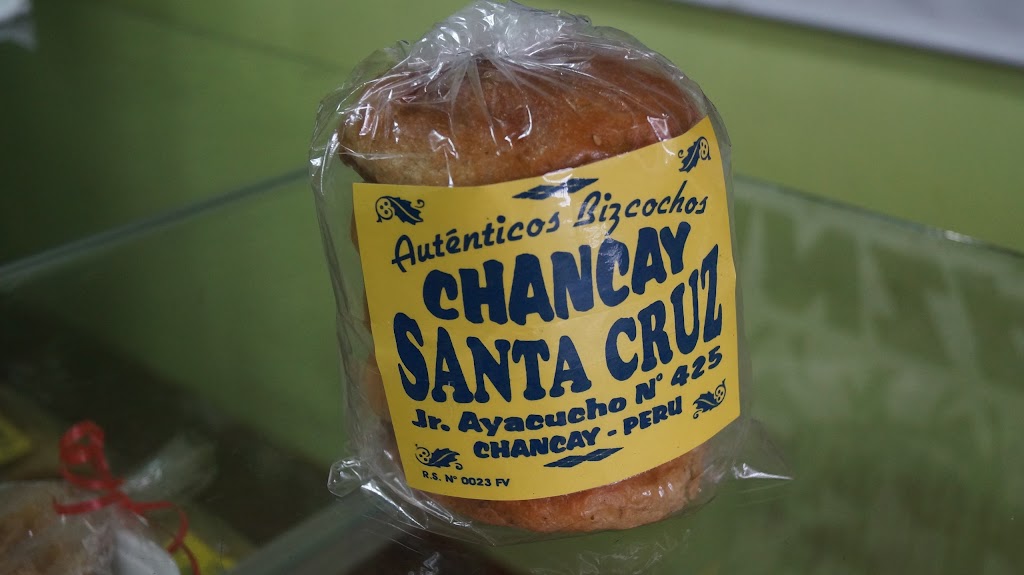 Auténticos Bizcochos
CHANCAY
SANTA CRUZ
Jr. Ayacucho N° 425
CHANCAY - PERU
R.S. N° 0023 FV